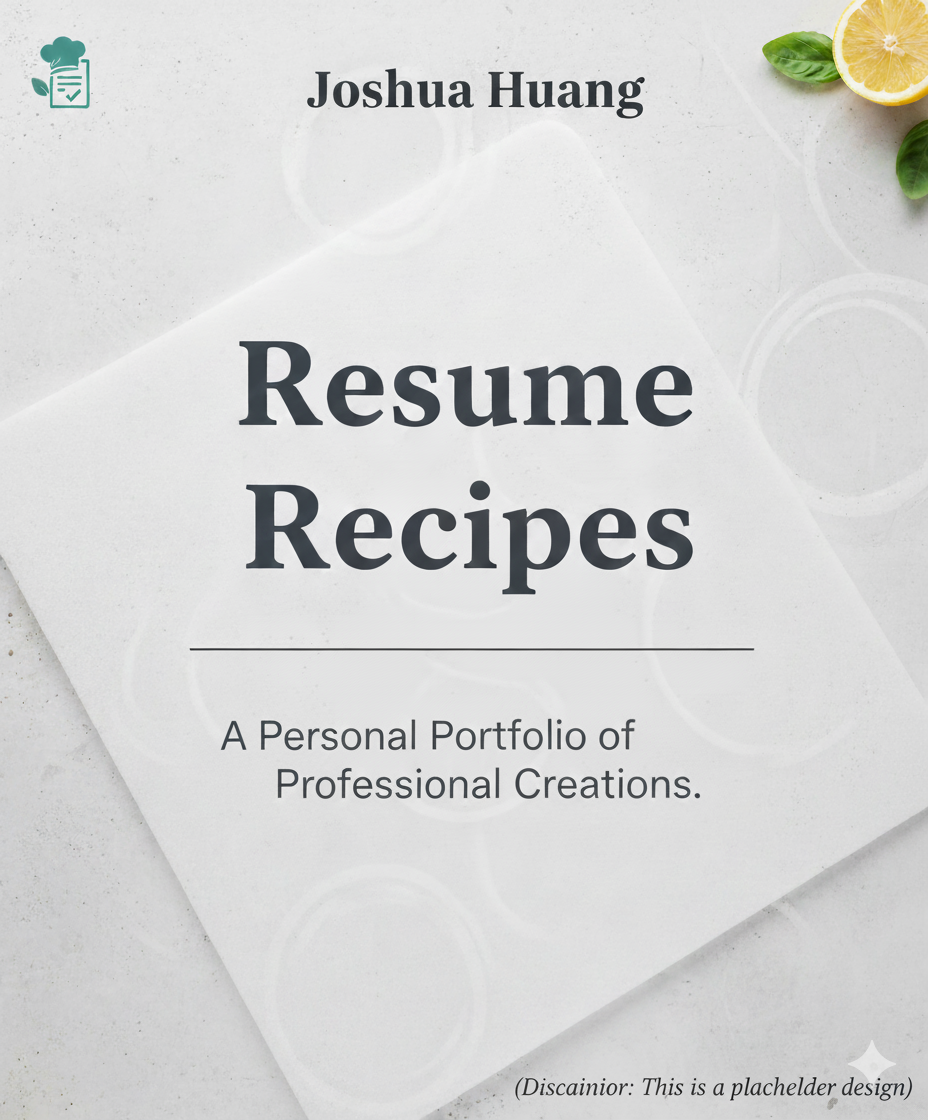 Joshua Huang
Resume
Recipes
A Personal Portfolio of
Professional Creations.
(Discainior: This is a plachelder design)